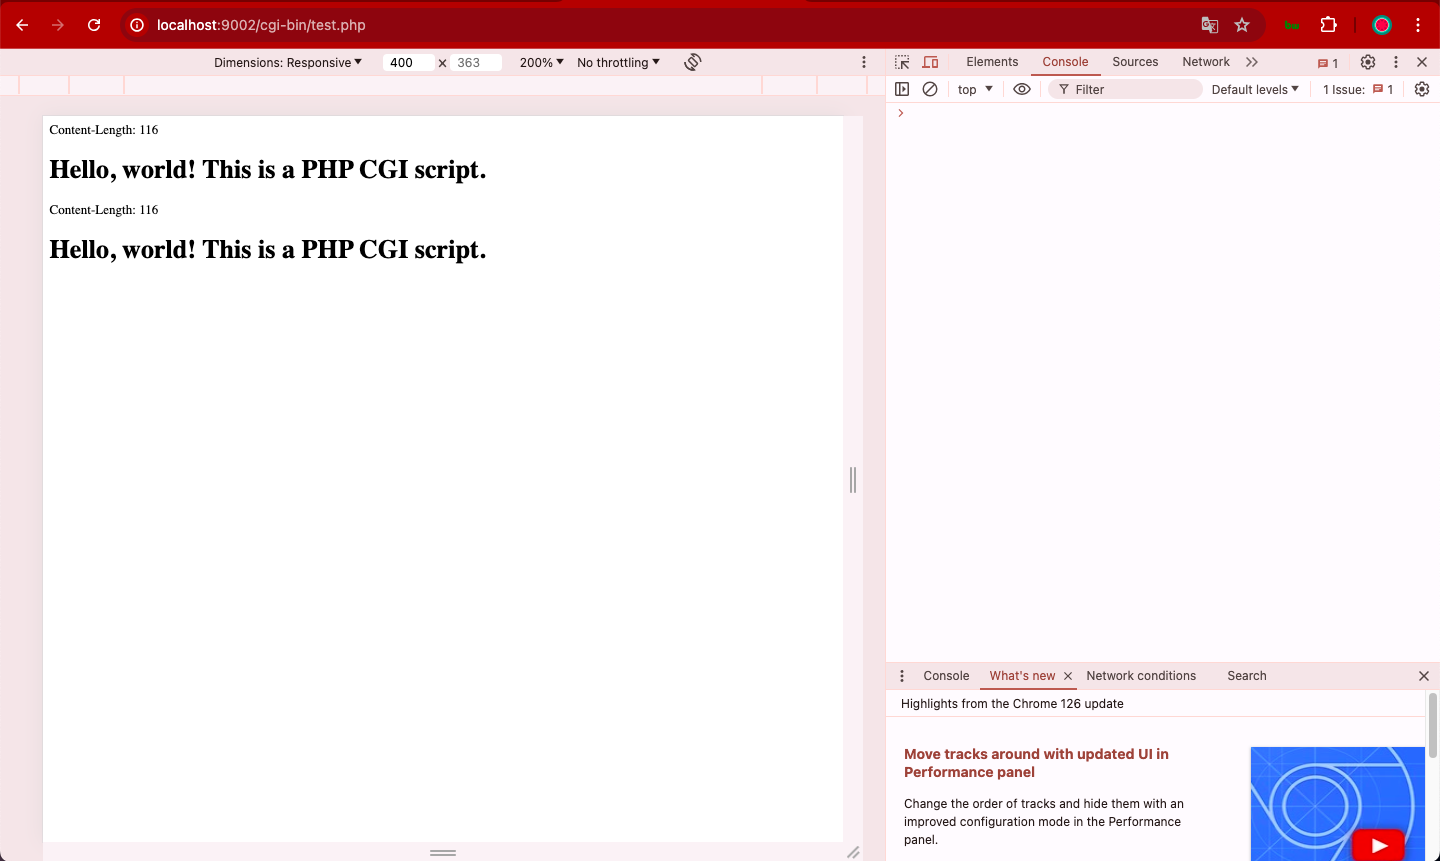 localhost:9002/cgi-bin/test.php
bw
Dimensions: Responsive 400 x 363 200% No throttling
Elements Console Sources Network 1
top Filter Default levels 1 Issue: 1
Content-Length: 116
Hello, world! This is a PHP CGI script.
Content-Length: 116
Hello, world! This is a PHP CGI script.
Console What's new Network conditions Search
Highlights from the Chrome 126 update
Move tracks around with updated UI in
Performance panel
Change the order of tracks and hide them with an
improved configuration mode in the Performance
panel.